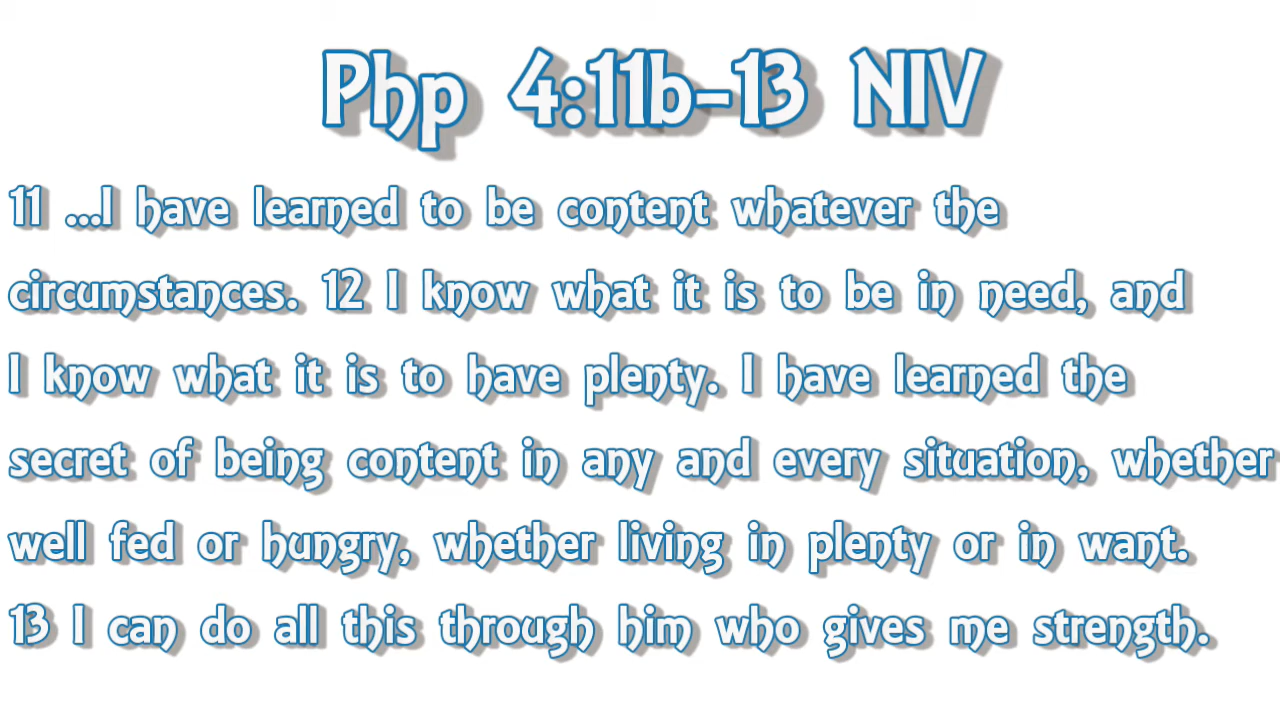 Php 4:11b-13 NIV
11 ...I have learned to be content whatever the
circumstances. 12 I know what it is to be in need, and
I know what it is to have plenty. I have learned the
secret of being content in any and every situation, whether
well fed or hungry, whether living in plenty or in want.
13 I can do all this through him who gives me strength.